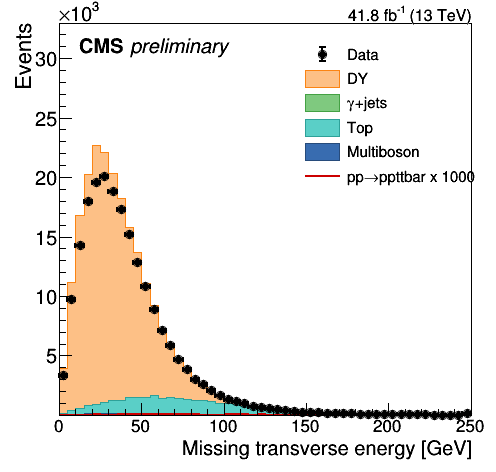 ×10³
41.8 fb⁻¹ (13 TeV)
CMS preliminary
Events
Data
DY
γ+jets
Top
Multiboson
pp→ppttbar x 1000
30
25
20
15
10
5
0 50 100 150 200 250
Missing transverse energy [GeV]